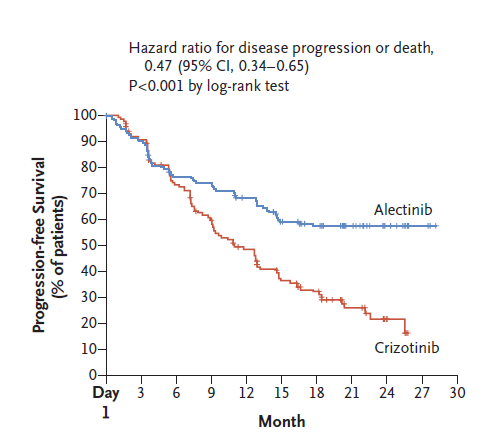 Hazard ratio for disease progression or death,
0.47 (95% CI, 0.34–0.65)
P<0.001 by log-rank test
Progression-free Survival
(% of patients)
100
90
80
70
60
50
40
30
20
10
0
Alectinib
Crizotinib
Day 3 6 9 12 15 18 21 24 27 30
1
Month